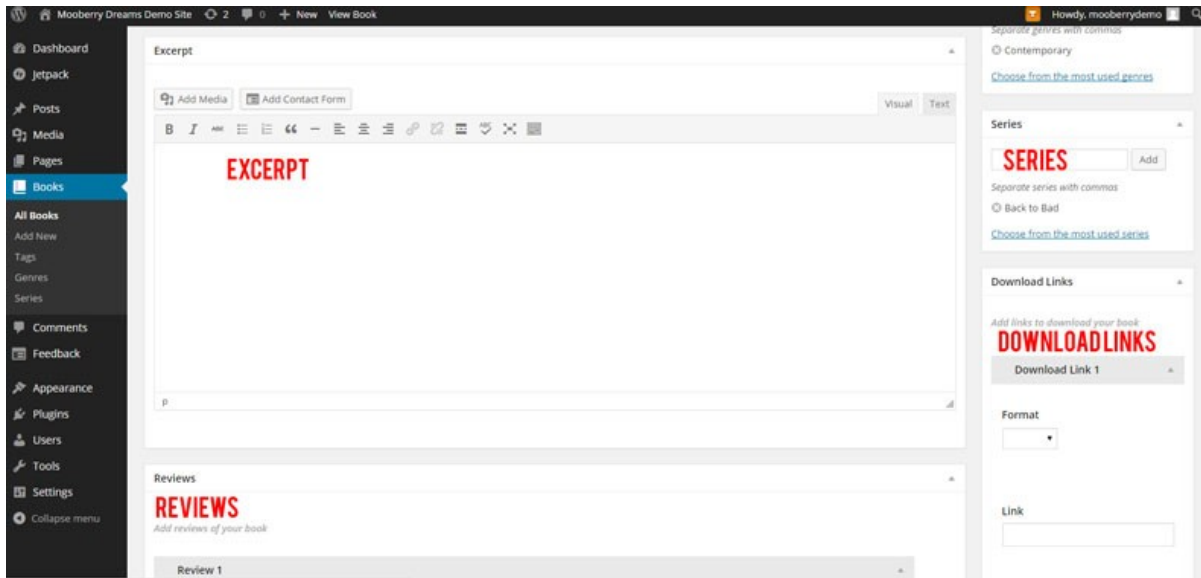 Mooberry Dreams Demo Site 2 0 + New View Book Howdy, mooberrydemo
Dashboard
Jetpack
Posts
Media
Pages
Books
All Books
Add New
Tags
Genres
Series
Comments
Feedback
Appearance
Plugins
Users
Tools
Settings
Collapse menu
Excerpt
Add Media Add Contact Form Visual Text
B I ABC
EXCERPT
p
Reviews
REVIEWS
Add reviews of your book
Review 1
Separate genres with commas
Contemporary
Choose from the most used genres
Series
SERIES Add
Separate series with commas
Back to Bad
Choose from the most used series
Download Links
Add links to download your book
DOWNLOAD LINKS
Download Link 1
Format
Link